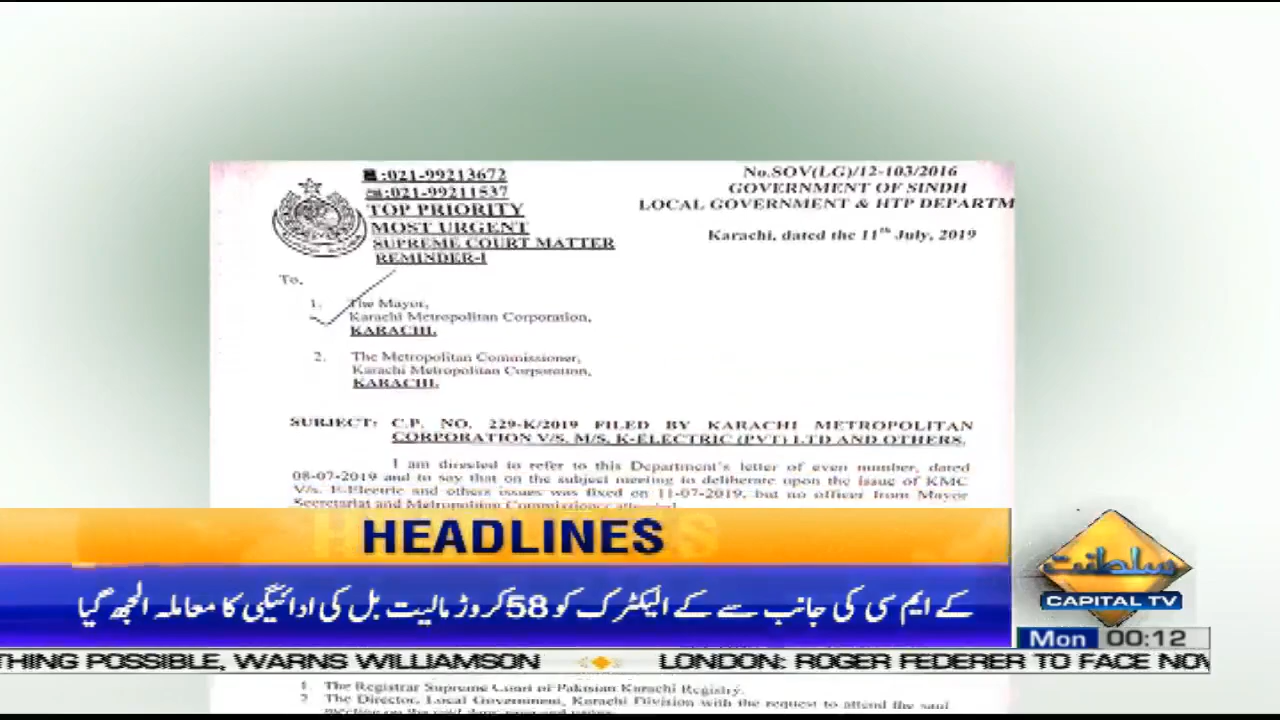 ☎:021-99213672
:021-99211537
TOP PRIORITY
MOST URGENT
SUPREME COURT MATTER
REMINDER-I
No.SOV(LG)/12-103/2016
GOVERNMENT OF SINDH
LOCAL GOVERNMENT & HTP DEPARTM
Karachi, dated the 11th July, 2019
To,
1. The Mayor,
Karachi Metropolitan Corporation,
KARACHI.
2. The Metropolitan Commissioner,
Karachi Metropolitan Corporation,
KARACHI.
SUBJECT: C.P. NO. 229-K/2019 FILED BY KARACHI METROPOLITAN
CORPORATION V/S. M/S. K-ELECTRIC (PVT) LTD AND OTHERS.
I am directed to refer to this Department's letter of even number, dated
08-07-2019 and to say that on the subject meeting to deliberate upon the issue of KMC
V/s. E-Electric and others issues was fixed on 11-07-2019, but no officer from Mayor
Secretariat and Metropolitan Commissioner attended
HEADLINES
کے ایم سی کی جانب سے کے الیکٹرک کو 58کروڑ مالیت بل کی ادائیگی کا معاملہ الجھ گیا
سلطنت
CAPITAL TV
Mon 00:12
THING POSSIBLE, WARNS WILLIAMSON LONDON: ROGER FEDERER TO FACE NOV
1. The Registrar Supreme Court of Pakistan Karachi Registry.
2 The Director, Local Government, Karachi Division with the request to attend the said